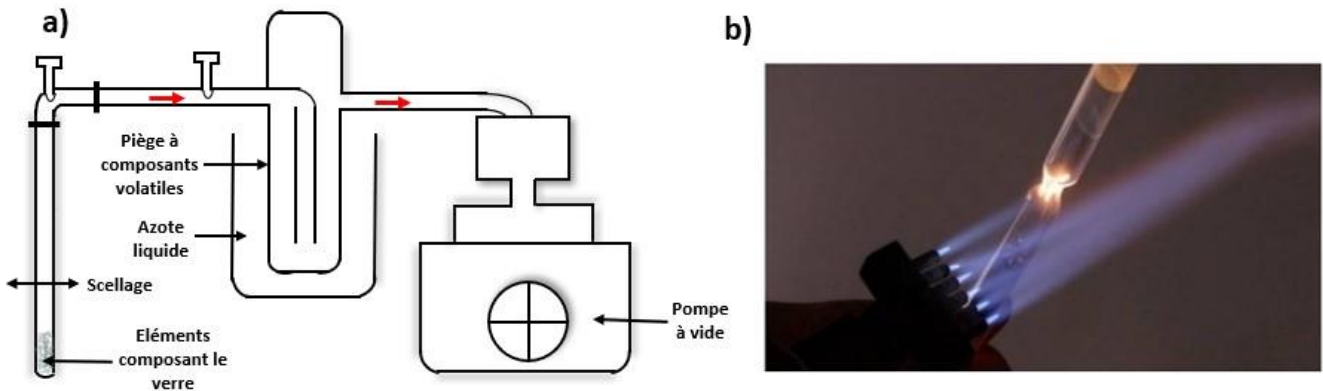 a)
b)
Piège à
composants
volatiles
Azote
liquide
Scellage
Eléments
composant le
verre
Pompe
à vide